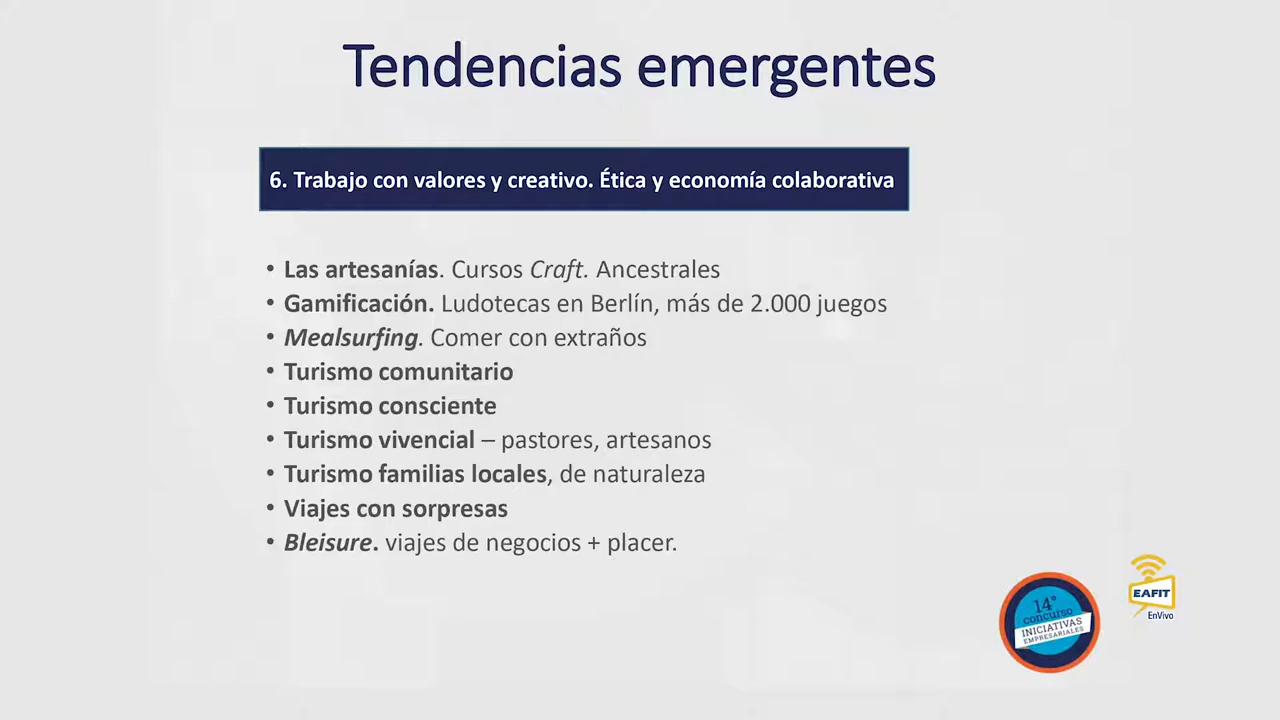 Tendencias emergentes
6. Trabajo con valores y creativo. Ética y economía colaborativa
• Las artesanías. Cursos Craft. Ancestrales
• Gamificación. Ludotecas en Berlín, más de 2.000 juegos
• Mealsurfing. Comer con extraños
• Turismo comunitario
• Turismo consciente
• Turismo vivencial – pastores, artesanos
• Turismo familias locales, de naturaleza
• Viajes con sorpresas
• Bleisure. viajes de negocios + placer.
14°
concurso
INICIATIVAS
EMPRESARIALES
EAFIT
EnVivo